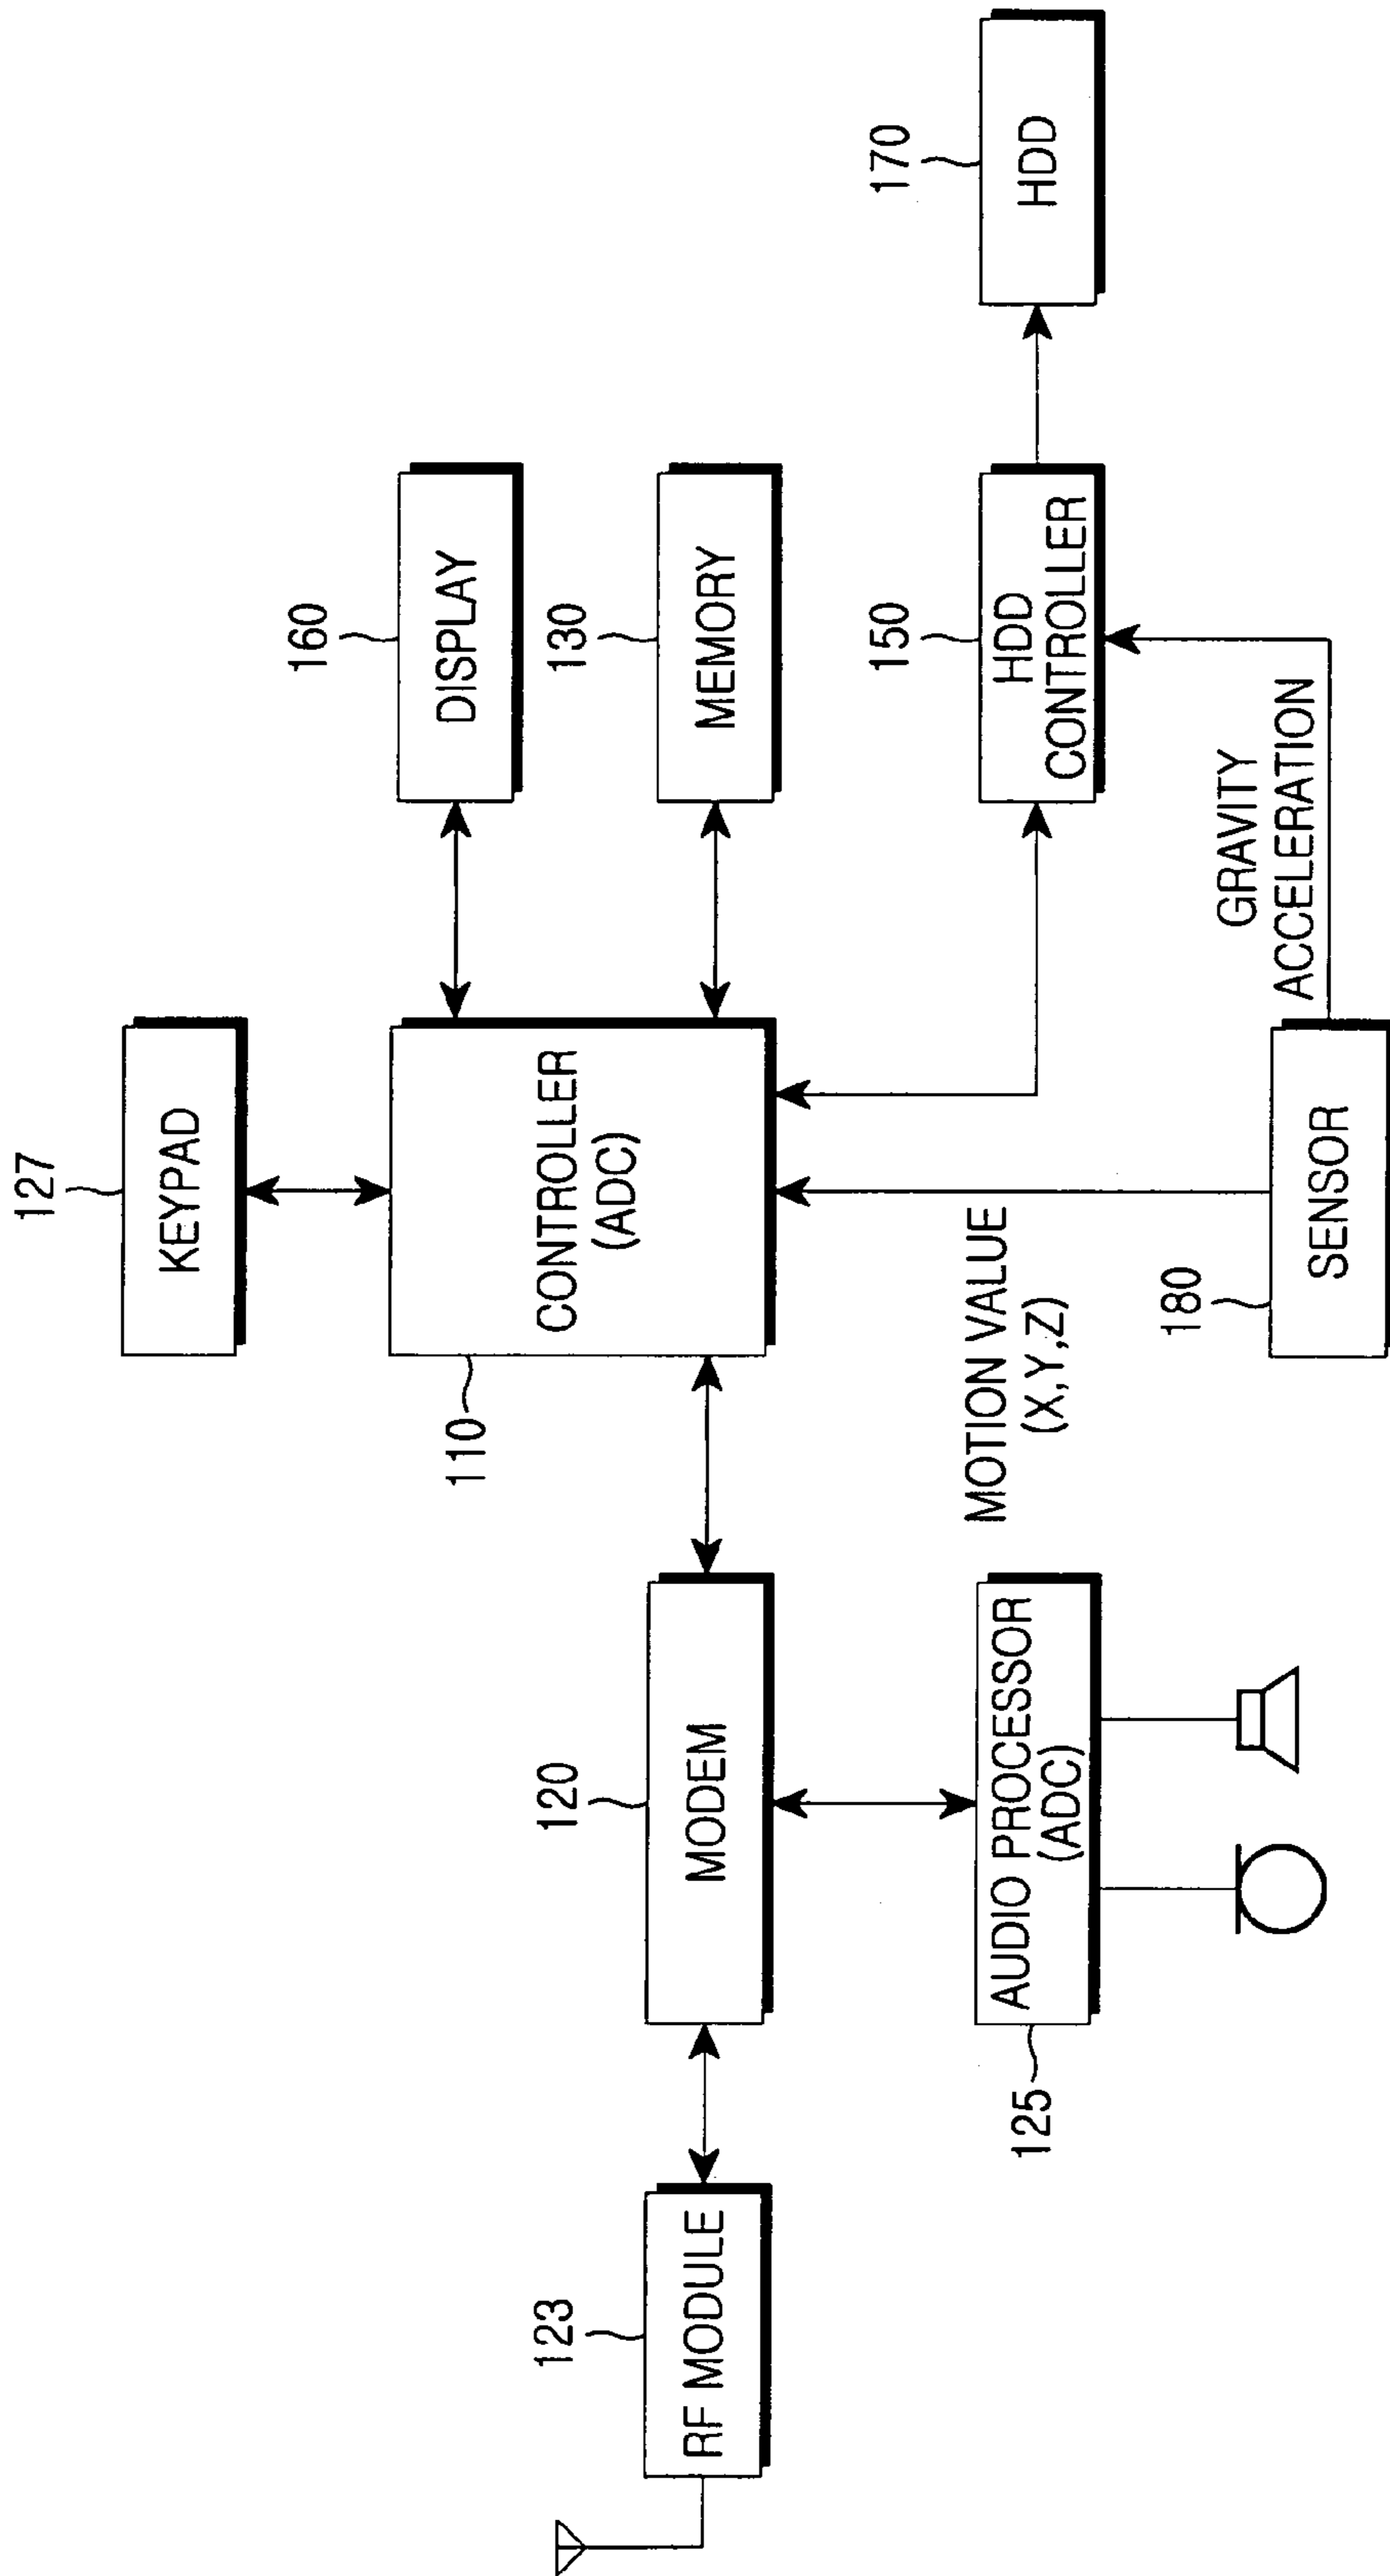 127
KEYPAD
160
DISPLAY
110
CONTROLLER
(ADC)
130
MEMORY
123
RF MODULE
120
MODEM
150
HDD
CONTROLLER
170
HDD
125
AUDIO PROCESSOR
(ADC)
MOTION VALUE
(X,Y,Z)
GRAVITY
ACCELERATION
180
SENSOR